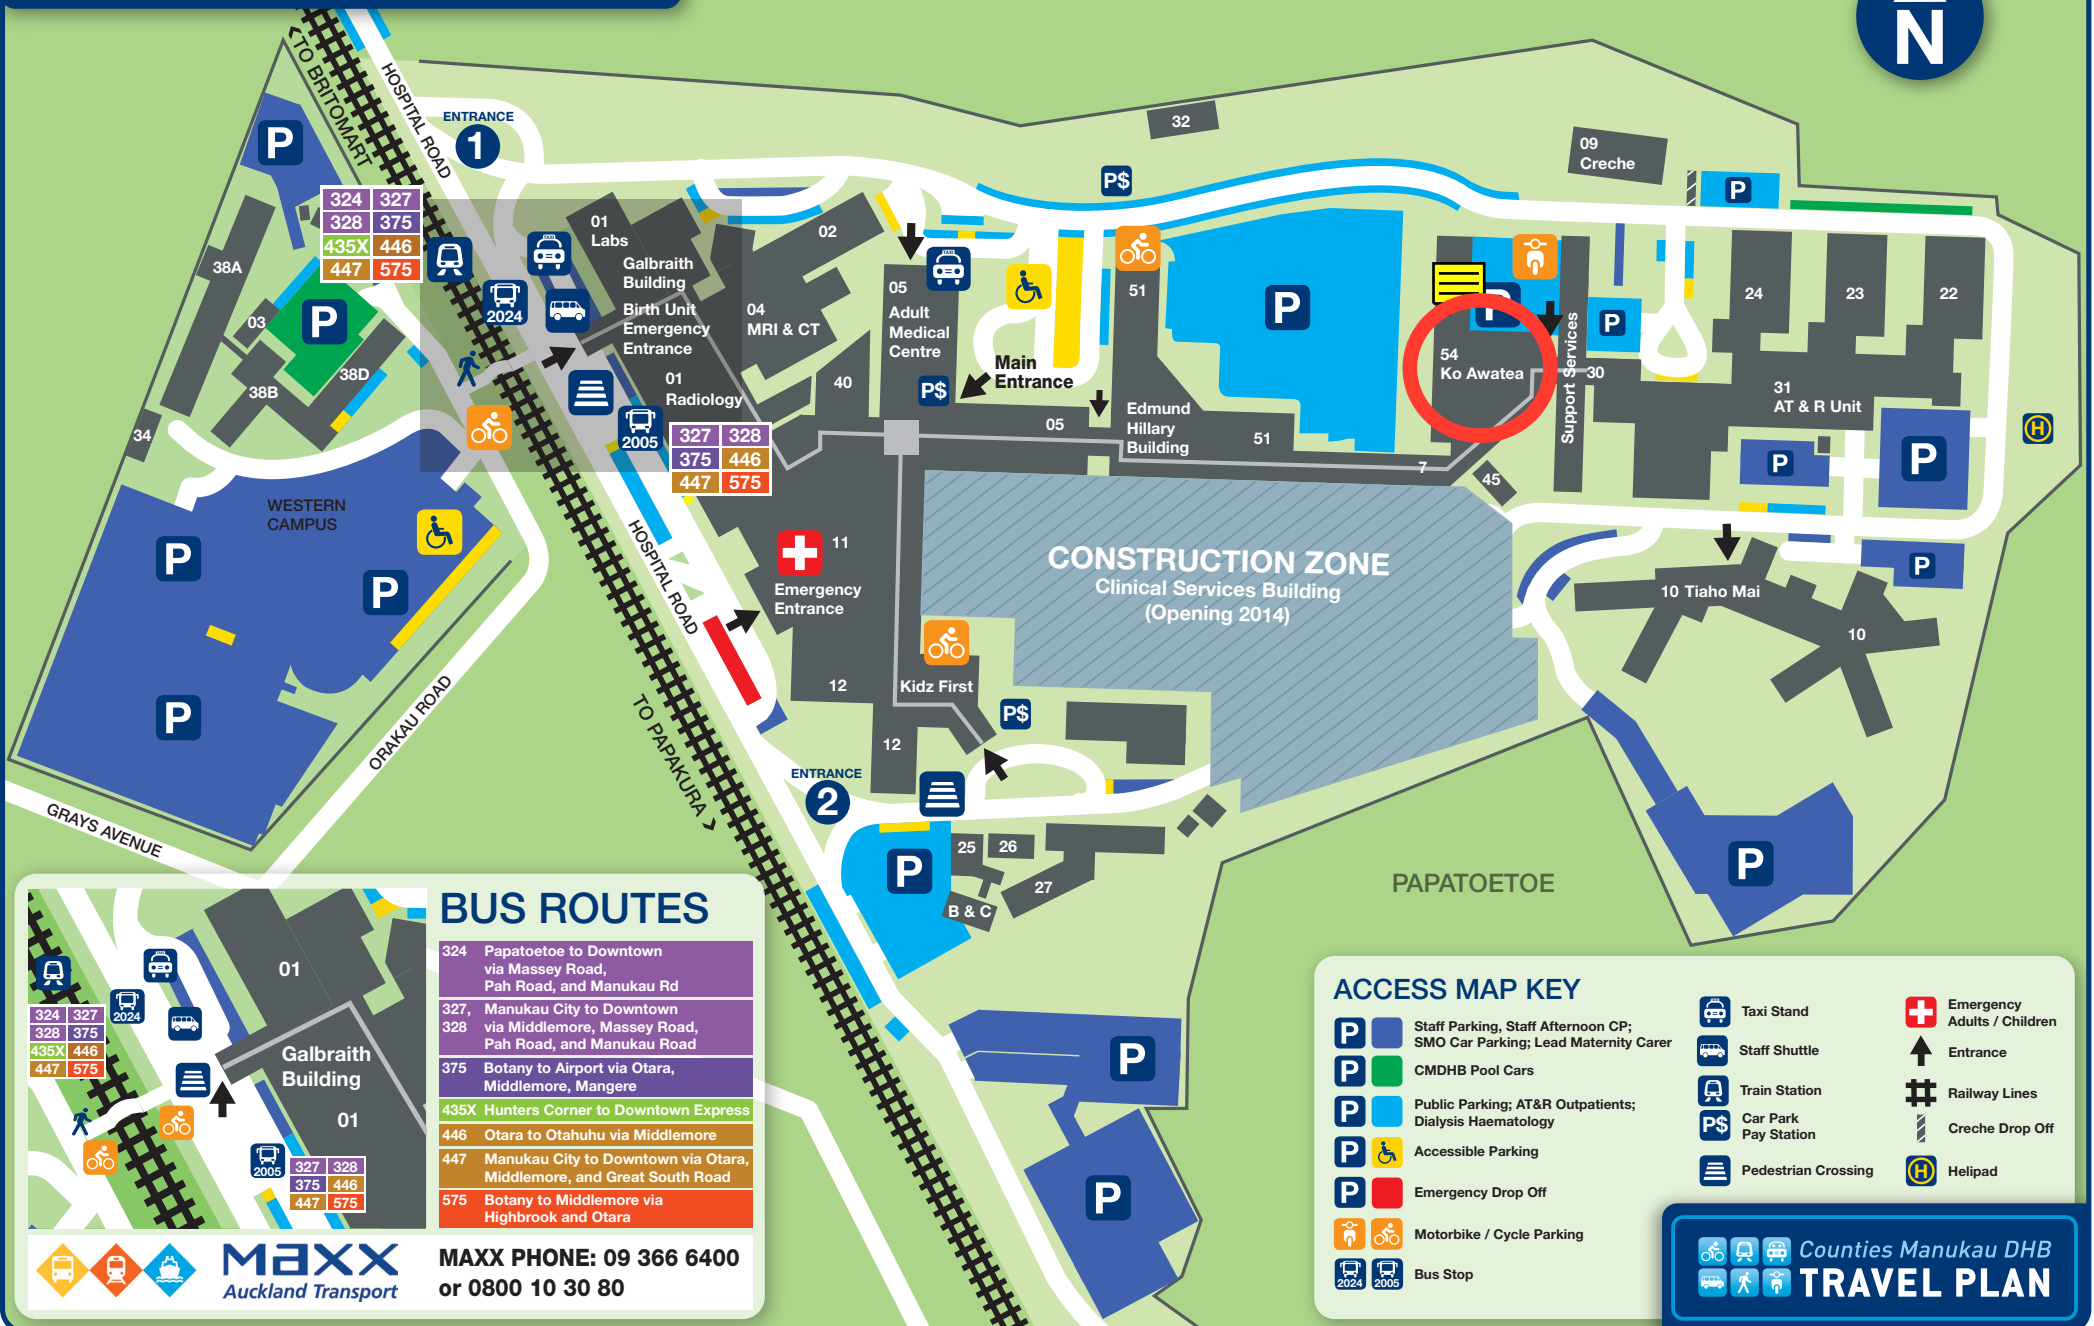 N
TO BRITOMART
HOSPITAL ROAD
ENTRANCE
1
P
324 327
328 375
435X 446
447 575
2024
01
Labs
Galbraith
Building
Birth Unit
Emergency
Entrance
01
Radiology
2005
327 328
375 446
447 575
02
04
MRI & CT
40
05
Adult
Medical
Centre
P$
Main
Entrance
05
P$
51
Edmund
Hillary
Building
51
P
32
09
Creche
P
P
54
Ko Awatea
Support Services
P
30
7
45
24
23
22
31
AT & R Unit
P
P
H
P
10 Tiaho Mai
10
38A
03
P
38B
38D
34
WESTERN
CAMPUS
P
P
P
ORAKAU ROAD
GRAYS AVENUE
HOSPITAL ROAD
TO PAPAKURA
11
Emergency
Entrance
12
Kidz First
12
P$
CONSTRUCTION ZONE
Clinical Services Building
(Opening 2014)
ENTRANCE
2
P
25
26
27
B & C
PAPATOETOE
P
P
P
01
Galbraith
Building
01
2024
324 327
328 375
435X 446
447 575
2005
327 328
375 446
447 575
BUS ROUTES
324 Papatoetoe to Downtown
via Massey Road,
Pah Road, and Manukau Rd
327, Manukau City to Downtown
328 via Middlemore, Massey Road,
Pah Road, and Manukau Road
375 Botany to Airport via Otara,
Middlemore, Mangere
435X Hunters Corner to Downtown Express
446 Otara to Otahuhu via Middlemore
447 Manukau City to Downtown via Otara,
Middlemore, and Great South Road
575 Botany to Middlemore via
Highbrook and Otara
maxx
Auckland Transport
MAXX PHONE: 09 366 6400
or 0800 10 30 80
ACCESS MAP KEY
P Staff Parking, Staff Afternoon CP;
SMO Car Parking; Lead Maternity Carer
P CMDHB Pool Cars
P Public Parking; AT&R Outpatients;
Dialysis Haematology
P Accessible Parking
P Emergency Drop Off
Motorbike / Cycle Parking
2024 2005 Bus Stop
Taxi Stand
Staff Shuttle
Train Station
P$ Car Park
Pay Station
Pedestrian Crossing
Emergency
Adults / Children
Entrance
Railway Lines
Creche Drop Off
H Helipad
Counties Manukau DHB
TRAVEL PLAN